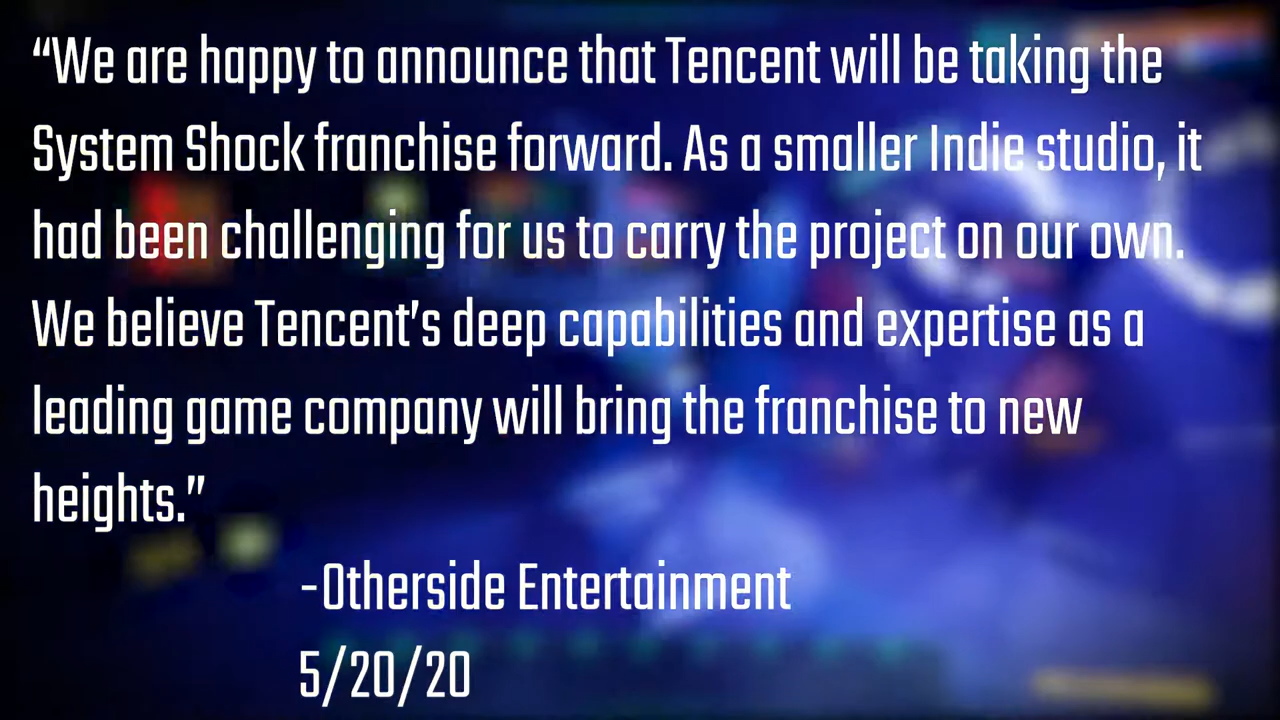 “We are happy to announce that Tencent will be taking the
System Shock franchise forward. As a smaller Indie studio, it
had been challenging for us to carry the project on our own.
We believe Tencent’s deep capabilities and expertise as a
leading game company will bring the franchise to new
heights.”
-Otherside Entertainment
5/20/20